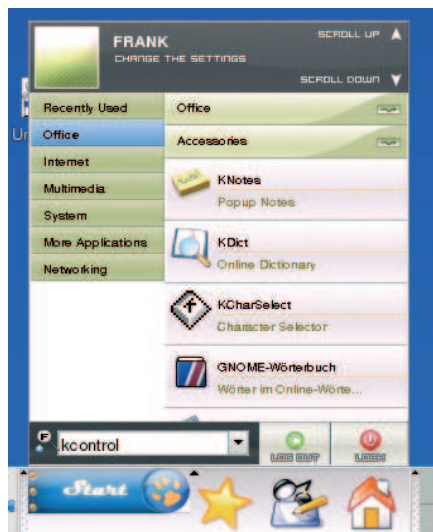 FRANK
CHANGE THE SETTINGS
SCROLL UP
SCROLL DOWN
Recently Used
Office
Internet
Multimedia
System
More Applications
Networking
Office
Accessories
KNotes
Popup Notes
KDict
Online Dictionary
KCharSelect
Character Selector
GNOME-Wörterbuch
Wörter im Online-Wörte...
.kcontrol
LOG OUT
LOCK
Start